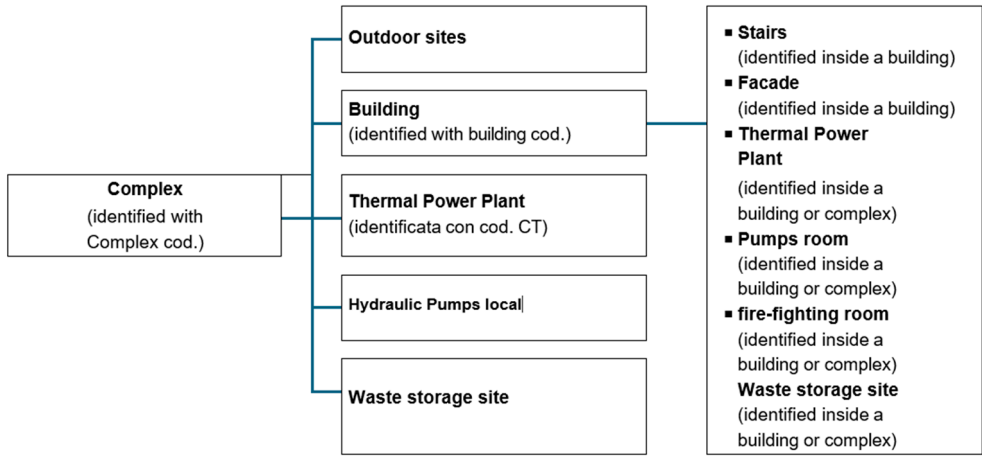 Complex
(identified with
Complex cod.)
Outdoor sites
Building
(identified with building cod.)
Thermal Power Plant
(identificata con cod. CT)
Hydraulic Pumps local
Waste storage site
▪ Stairs
(identified inside a building)
▪ Facade
(identified inside a building)
▪ Thermal Power
Plant
(identified inside a
building or complex)
▪ Pumps room
(identified inside a
building or complex)
▪ fire-fighting room
(identified inside a
building or complex)
Waste storage site
(identified inside a
building or complex)